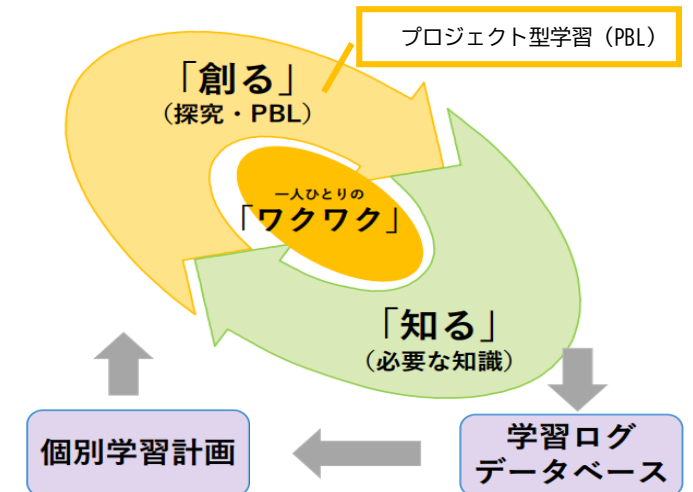 プロジェクト型学習（PBL）
「創る」
（探究・PBL）
一人ひとりの
「ワクワク」
「知る」
（必要な知識）
個別学習計画
学習ログ
データベース